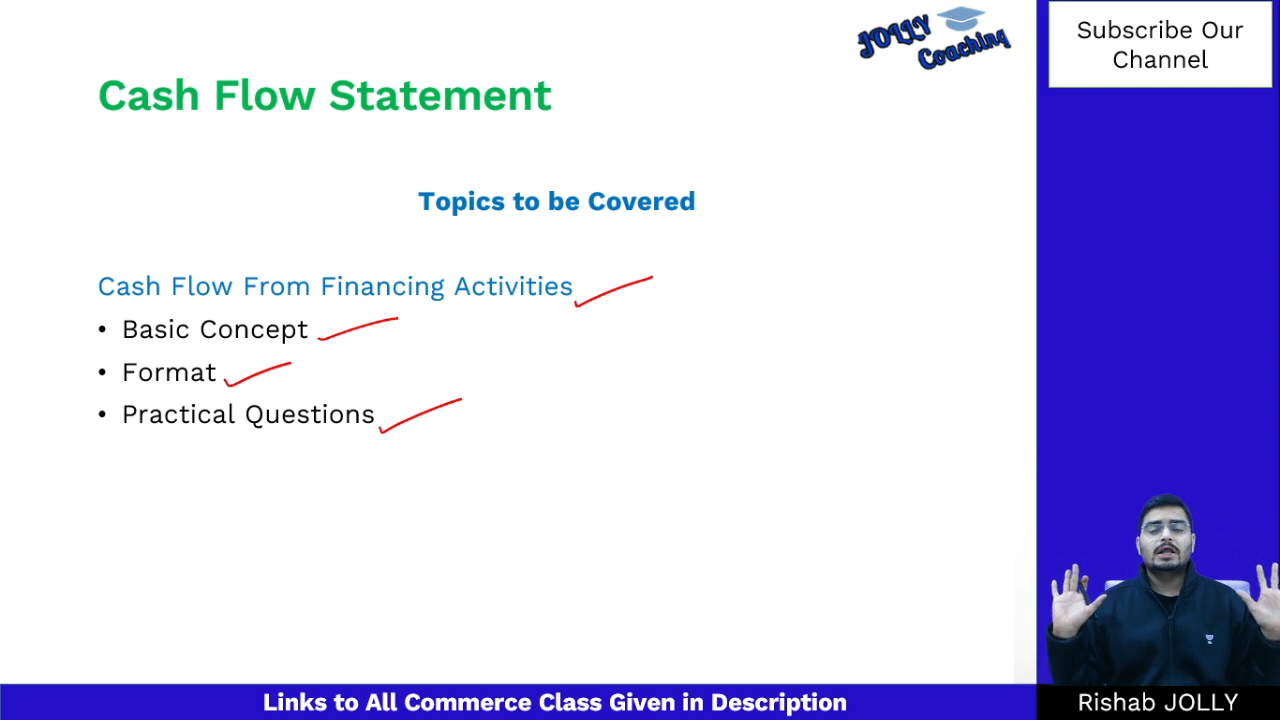 JOLLY
Coaching
Subscribe Our
Channel
Cash Flow Statement
Topics to be Covered
Cash Flow From Financing Activities
• Basic Concept
• Format
• Practical Questions
Links to All Commerce Class Given in Description
Rishab JOLLY